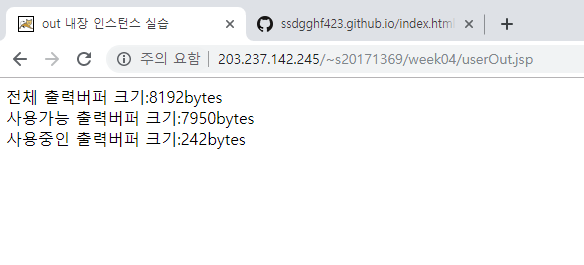 out 내장 인스턴스 실습
ssdgghf423.github.io/index.html
주의 요함 203.237.142.245/~s20171369/week04/userOut.jsp
전체 출력버퍼 크기:8192bytes
사용가능 출력버퍼 크기:7950bytes
사용중인 출력버퍼 크기:242bytes